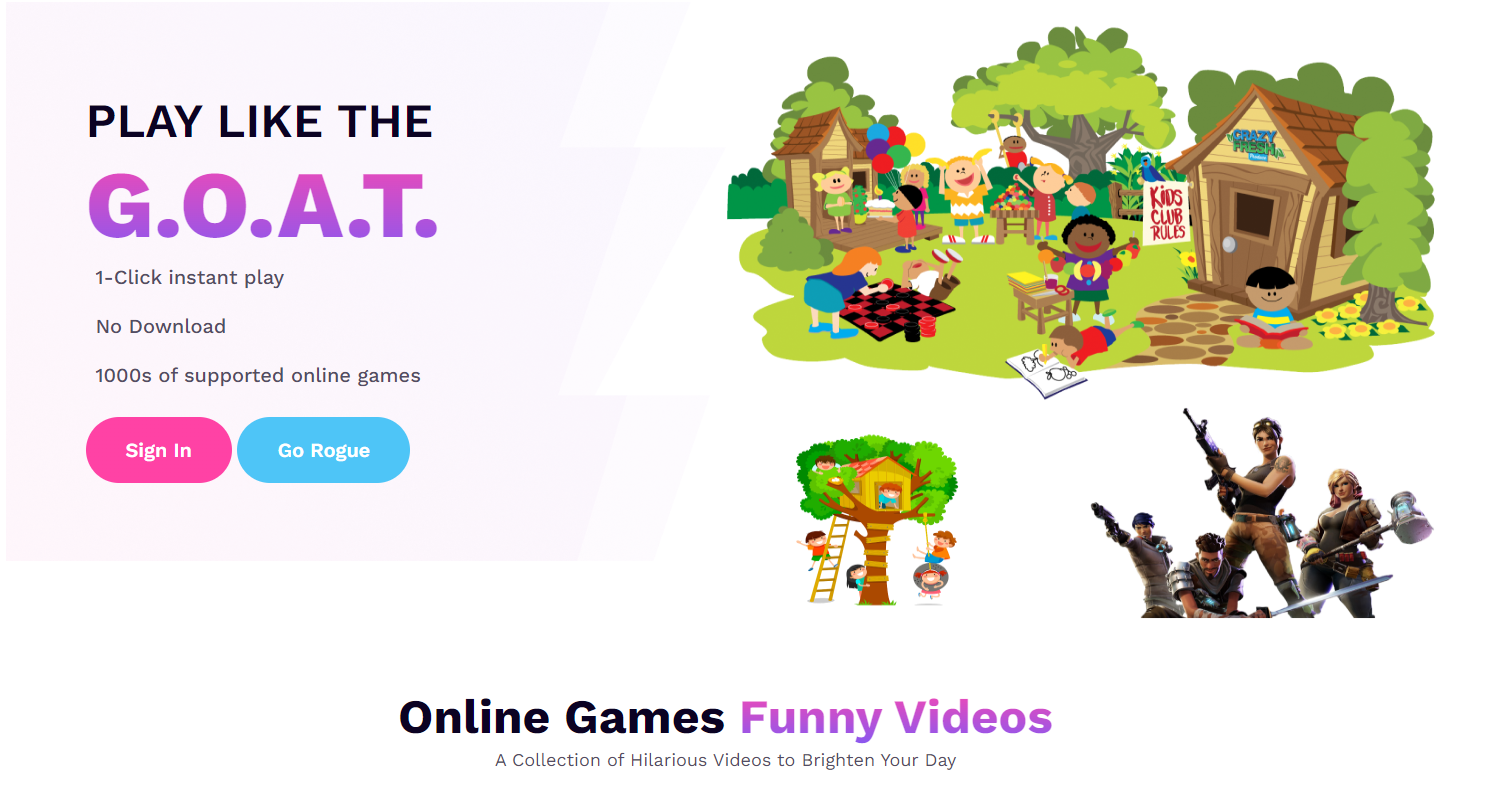 PLAY LIKE THE
G.O.A.T.
1-Click instant play
No Download
1000s of supported online games
Sign In
Go Rogue
CRAZY
FRESH
KiDS
CLUB
RULES
Online Games Funny Videos
A Collection of Hilarious Videos to Brighten Your Day